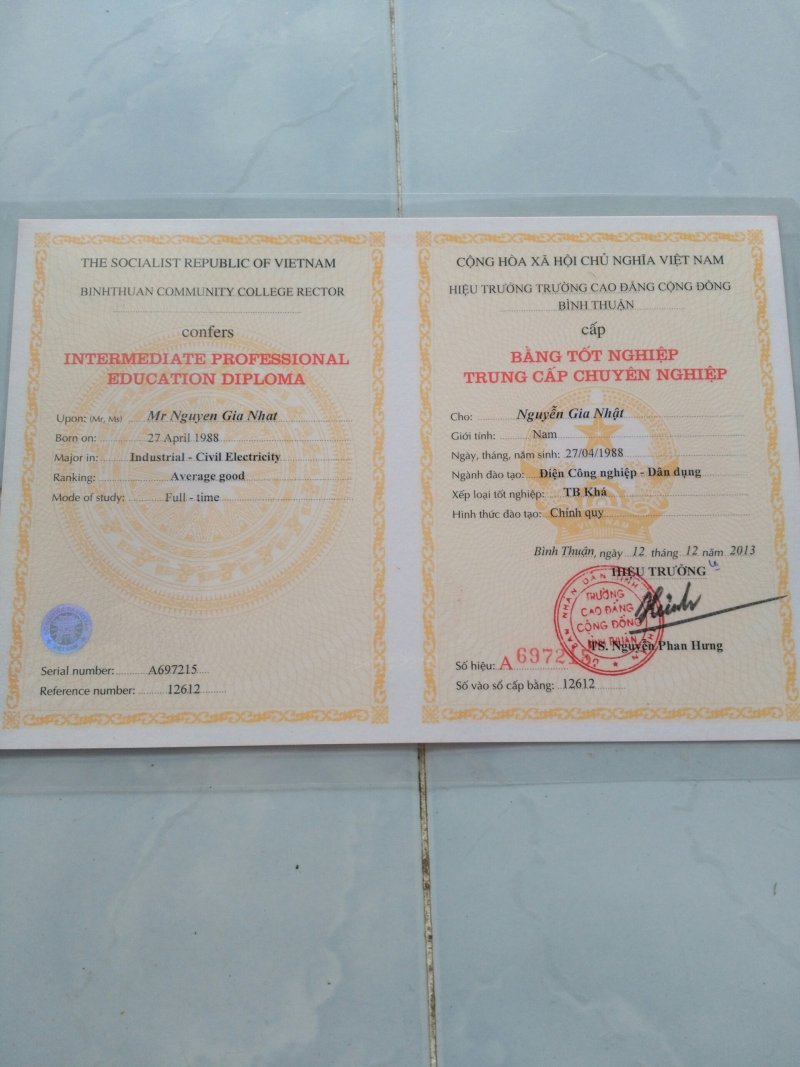 THE SOCIALIST REPUBLIC OF VIETNAM
BINHTHUAN COMMUNITY COLLEGE RECTOR
confers
INTERMEDIATE PROFESSIONAL
EDUCATION DIPLOMA
Upon: (Mr, Ms) Mr Nguyen Gia Nhat
Born on: 27 April 1988
Major in: Industrial - Civil Electricity
Ranking: Average good
Mode of study: Full - time
Serial number: A697215
Reference number: 12612
CỘNG HÒA XÃ HỘI CHỦ NGHĨA VIỆT NAM
HIỆU TRƯỞNG TRƯỜNG CAO ĐẲNG CỘNG ĐỒNG
BÌNH THUẬN
cấp
BẰNG TỐT NGHIỆP
TRUNG CẤP CHUYÊN NGHIỆP
Cho: Nguyễn Gia Nhật
Giới tính: Nam
Ngày, tháng, năm sinh: 27/04/1988
Ngành đào tạo: Điện Công nghiệp - Dân dụng
Xếp loại tốt nghiệp: TB Khá
Hình thức đào tạo: Chính quy
Bình Thuận, ngày 12 tháng 12 năm 2013
HIỆU TRƯỞNG
TRƯỜNG
CAO ĐẲNG
CỘNG ĐỒNG
BÌNH THUẬN
TS. Nguyễn Phan Hưng
Số hiệu: A 697215
Số vào sổ cấp bằng: 12612